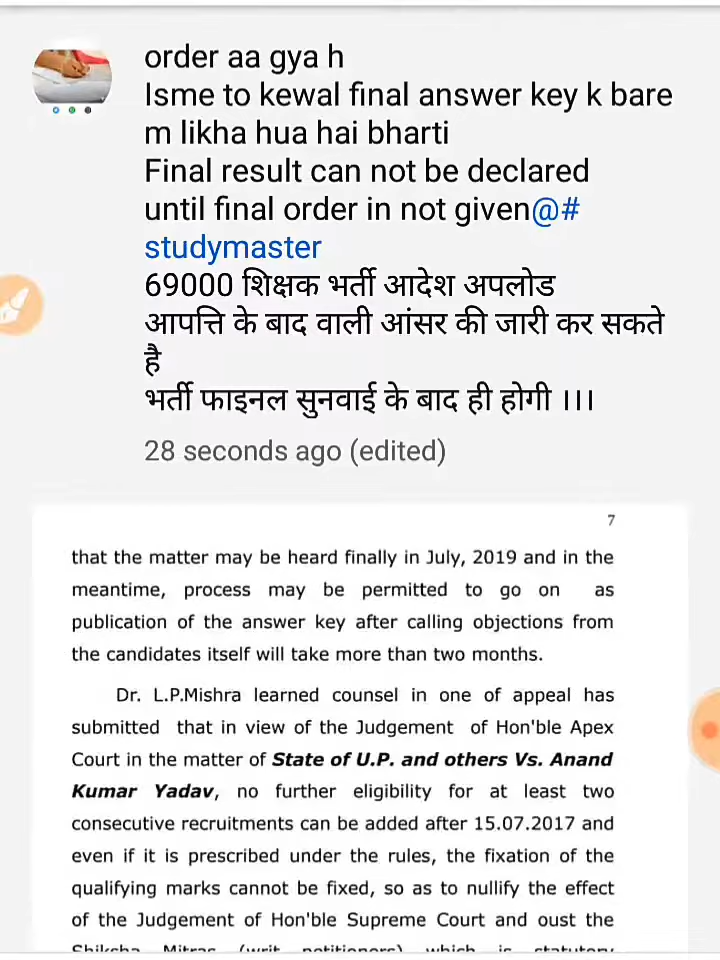 order aa gya h
Isme to kewal final answer key k bare
m likha hua hai bharti
Final result can not be declared
until final order in not given@#
studymaster
69000 शिक्षक भर्ती आदेश अपलोड
आपत्ति के बाद वाली आंसर की जारी कर सकते
है
भर्ती फाइनल सुनवाई के बाद ही होगी ।।।
28 seconds ago (edited)
7
that the matter may be heard finally in July, 2019 and in the
meantime, process may be permitted to go on as
publication of the answer key after calling objections from
the candidates itself will take more than two months.
Dr. L.P.Mishra learned counsel in one of appeal has
submitted that in view of the Judgement of Hon'ble Apex
Court in the matter of State of U.P. and others Vs. Anand
Kumar Yadav, no further eligibility for at least two
consecutive recruitments can be added after 15.07.2017 and
even if it is prescribed under the rules, the fixation of the
qualifying marks cannot be fixed, so as to nullify the effect
of the Judgement of Hon'ble Supreme Court and oust the
Shiksha Mitras (writ petitioners) which is statutory